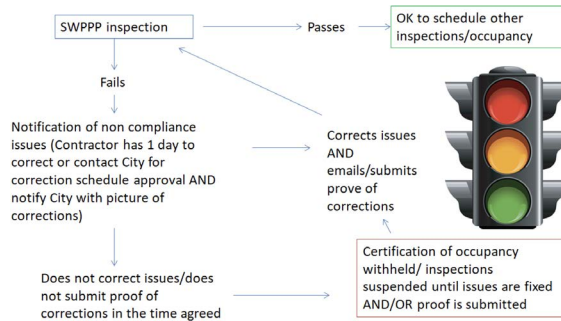 SWPPP inspection
Passes
OK to schedule other
inspections/occupancy
Fails
Notification of non compliance
issues (Contractor has 1 day to
correct or contact City for
correction schedule approval AND
notify City with picture of
corrections)
Corrects issues
AND
emails/submits
prove of
corrections
Does not correct issues/does
not submit proof of
corrections in the time agreed
Certification of occupancy
withheld/ inspections
suspended until issues are fixed
AND/OR proof is submitted